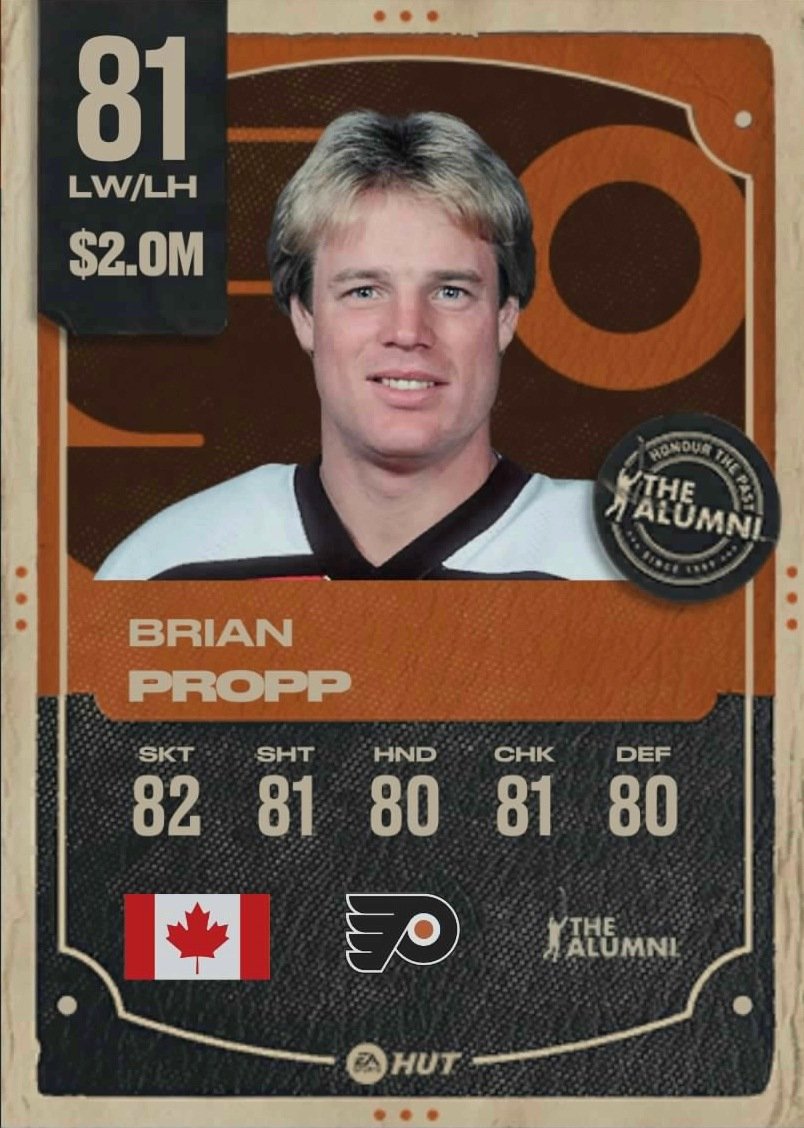 81
LW/LH
$2.0M
HONOUR THE PAST
THE
ALUMNI
BRIAN
PROPP
SKT SHT HND CHK DEF
82 81 80 81 80
THE
ALUMNI
HUT